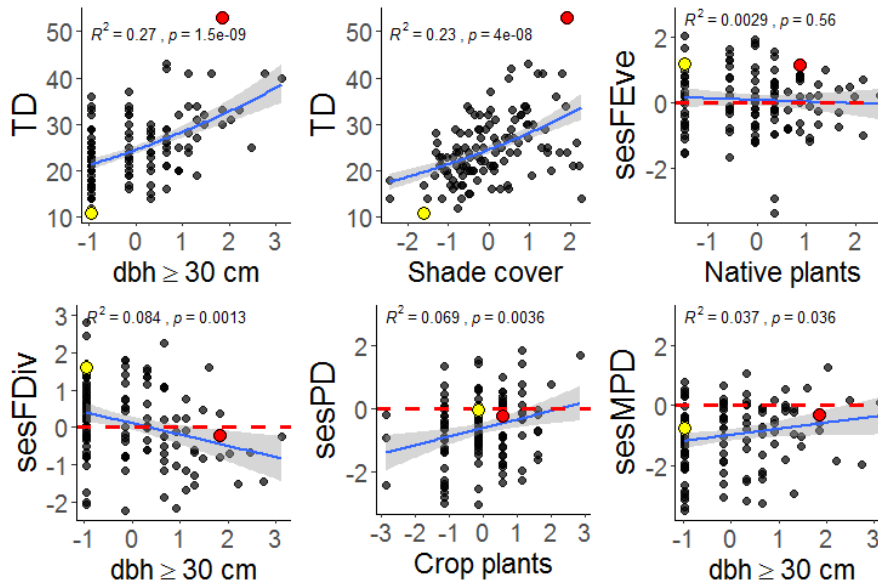 R² = 0.27 , p = 1.5e-09
TD
50
40
30
20
10
-1 0 1 2 3
dbh ≥ 30 cm
R² = 0.23 , p = 4e-08
TD
50
40
30
20
10
-2 -1 0 1 2
Shade cover
R² = 0.0029 , p = 0.56
sesFEve
2
0
-2
-1 0 1 2
Native plants
R² = 0.084 , p = 0.0013
sesFDiv
3
2
1
0
-1
-2
-1 0 1 2 3
dbh ≥ 30 cm
R² = 0.069 , p = 0.0036
sesPD
2
0
-2
-3 -2 -1 0 1 2 3
Crop plants
R² = 0.037 , p = 0.036
sesMPD
2
0
-2
-1 0 1 2 3
dbh ≥ 30 cm